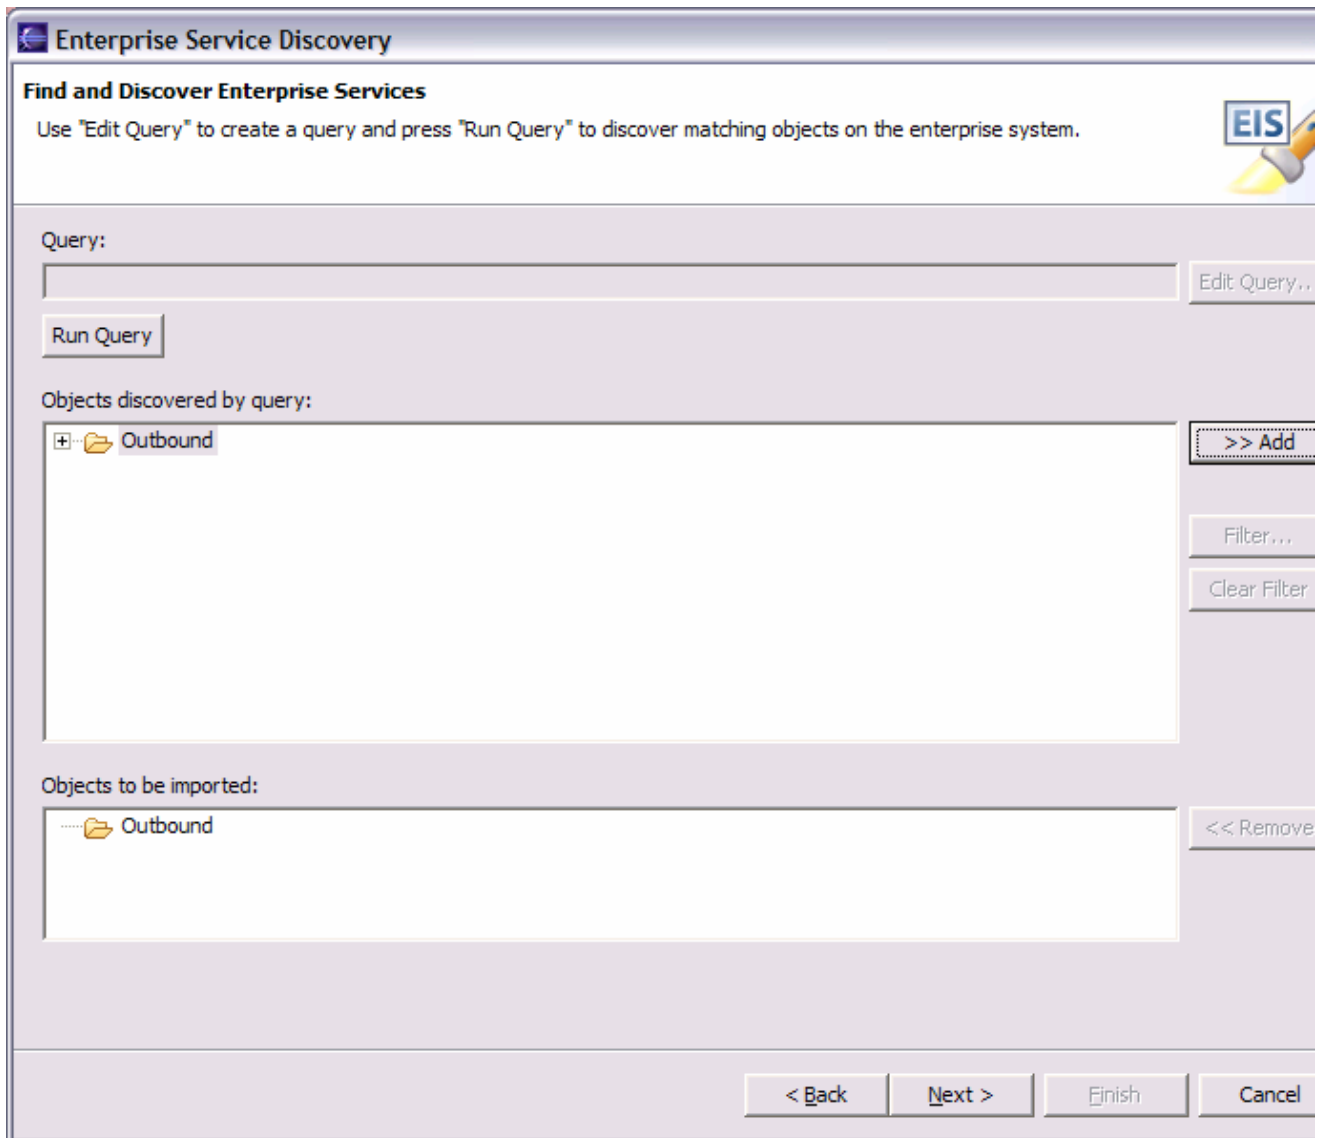 Enterprise Service Discovery
Find and Discover Enterprise Services
Use "Edit Query" to create a query and press "Run Query" to discover matching objects on the enterprise system.
EIS
Query:
Edit Query..
Run Query
Objects discovered by query:
Outbound
>> Add
Filter...
Clear Filter
Objects to be imported:
Outbound
<< Remove
< Back
Next >
Finish
Cancel